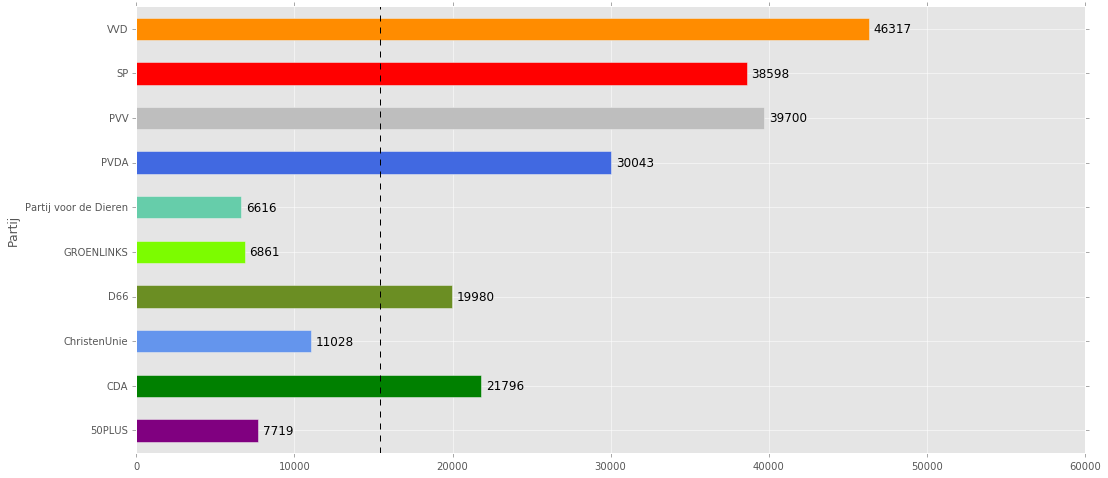 VVD 46317
SP 38598
PVV 39700
PVDA 30043
Partij voor de Dieren 6616
Partij
GROENLINKS 6861
D66 19980
ChristenUnie 11028
CDA 21796
50PLUS 7719
0 10000 20000 30000 40000 50000 60000